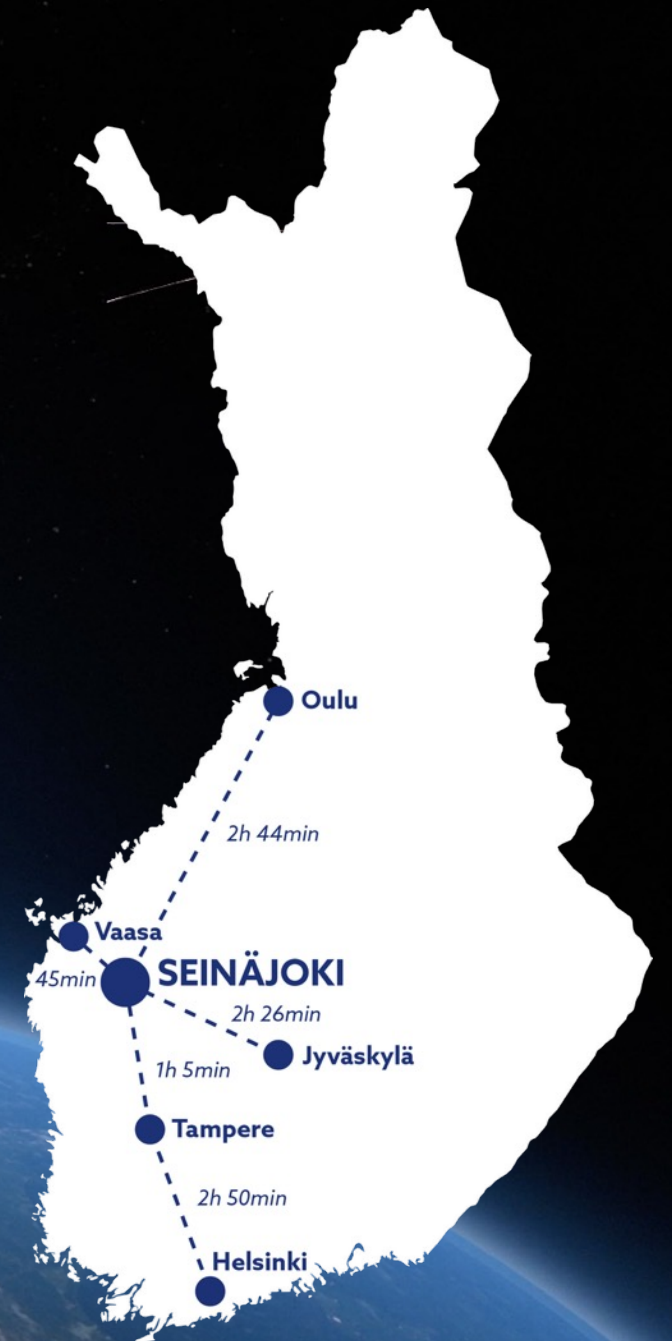 Oulu
2h 44min
Vaasa
SEINÄJOKI
45min
2h 26min
Jyväskylä
1h 5min
Tampere
2h 50min
Helsinki